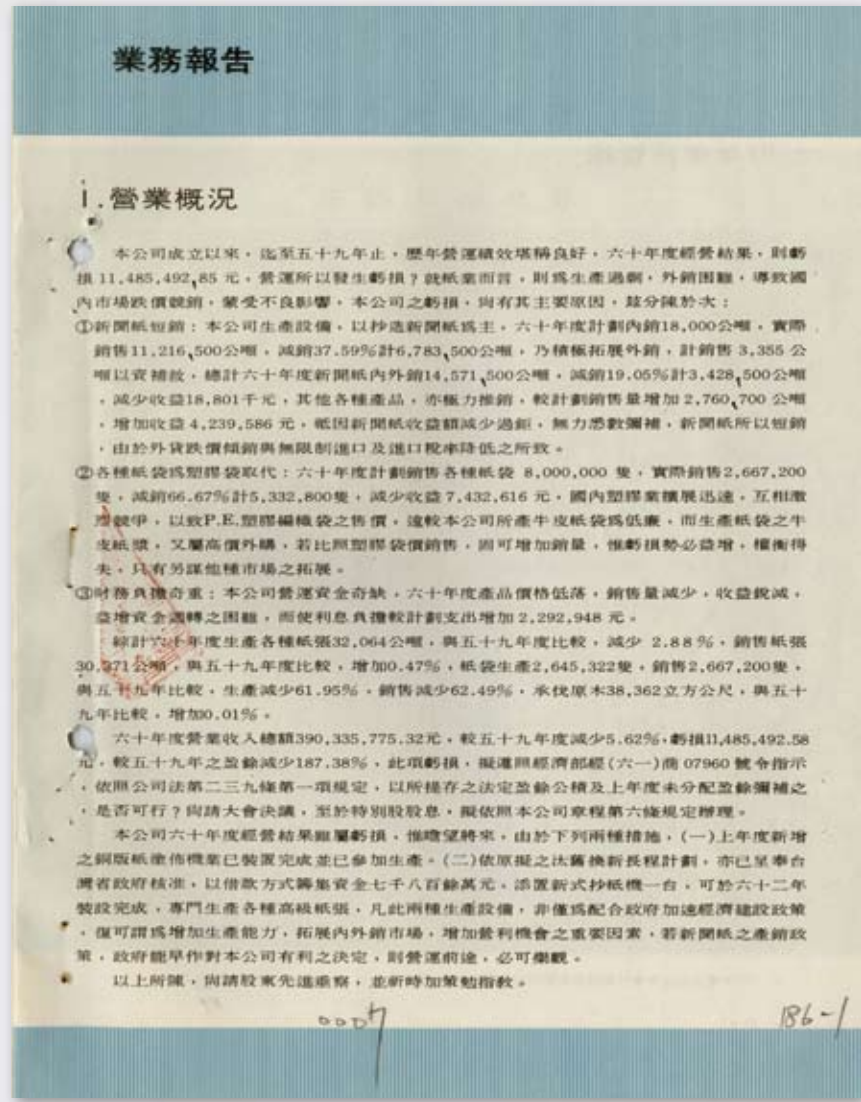 業務報告
1.營業概況
本公司成立以來，迄至五十九年止，歷年營運績效堪稱良好，六十年度經營結果，則虧
損11,485,492,85元，營運所以發生虧損？就紙業而言，則爲生產過剩，外銷困難，導致國
內市場跌價競銷，蒙受不良影響，本公司之虧損，尙有其主要原因，茲分陳於次：
①新聞紙短銷：本公司生產設備，以抄造新聞紙爲主，六十年度計劃內銷18,000公噸，實際
銷售11,216,500公噸，減銷37.59%計6,783,500公噸，乃積極拓展外銷，計銷售 3,355 公
噸以資補救，總計六十年度新聞紙內外銷14,571,500公噸，減銷19.05%計3,428,500公噸
，減少收益18,801千元，其他各種產品，亦極力推銷，較計劃銷售量增加 2,760,700 公噸
，增加收益 4,239,586 元，祇因新聞紙收益額減少過鉅，無力悉數彌補，新聞紙所以短銷
，由於外貨跌價傾銷與無限制進口及進口稅率降低之所致。
②各種紙袋爲塑膠袋取代：六十年度計劃銷售各種紙袋 8,000,000 隻，實際銷售2,667,200
隻，減銷66.67%計5,332,800隻，減少收益 7,432,616 元，國內塑膠業擴展迅速，互相激
烈競爭，以致P.E.塑膠編織袋之售價，遠較本公司所產牛皮紙袋爲低廉，而生產紙袋之牛
皮紙漿，又屬高價外購，若比照塑膠袋價銷售，固可增加銷量，惟虧損勢必益增，權衡得
失，只有另謀他種市場之拓展。
③財務負擔奇重：本公司營運資金奇缺，六十年度產品價格低落，銷售量減少，收益銳減，
益增資金週轉之困難，而使利息負擔較計劃支出增加 2,292,948 元。
綜計六十年度生產各種紙張32,064公噸，與五十九年度比較，減少 2.88%，銷售紙張
30,371公噸，與五十九年度比較，增加0.47%，紙袋生產2,645,322隻，銷售2,667,200隻，
與五十九年比較，生產減少61.95%，銷售減少62.49%，承伐原木38,362立方公尺，與五十
九年比較，增加0.01%。
六十年度營業收入總額390,335,775.32元，較五十九年度減少5.62%，虧損11,485,492.58
元，較五十九年之盈餘減少187.38%，此項虧損，擬遵照經濟部經(六一)商 07960 號令指示
，依照公司法第二三九條第一項規定，以所提存之法定盈餘公積及上年度未分配盈餘彌補之
，是否可行？尙請大會決議，至於特別股股息，擬依照本公司章程第六條規定辦理。
本公司六十年度經營結果雖屬虧損，惟瞻望將來，由於下列兩種措施，(一)上年度新增
之銅版紙塗佈機業已裝置完成並已參加生產。(二)依原擬之汰舊換新長程計劃，亦已呈奉台
灣省政府核准，以借款方式籌集資金七千八百餘萬元，添置新式抄紙機一台，可於六十二年
裝設完成，專門生產各種高級紙張，凡此兩種生產設備，非僅爲配合政府加速經濟建設政策
，復可謂爲增加生產能力，拓展內外銷市場，增加營利機會之重要因素，若新聞紙之產銷政
策，政府能早作對本公司有利之決定，則營運前途，必可樂觀。
以上所陳，尙請股東先進垂察，並祈時加策勉指教。
0007
186-1